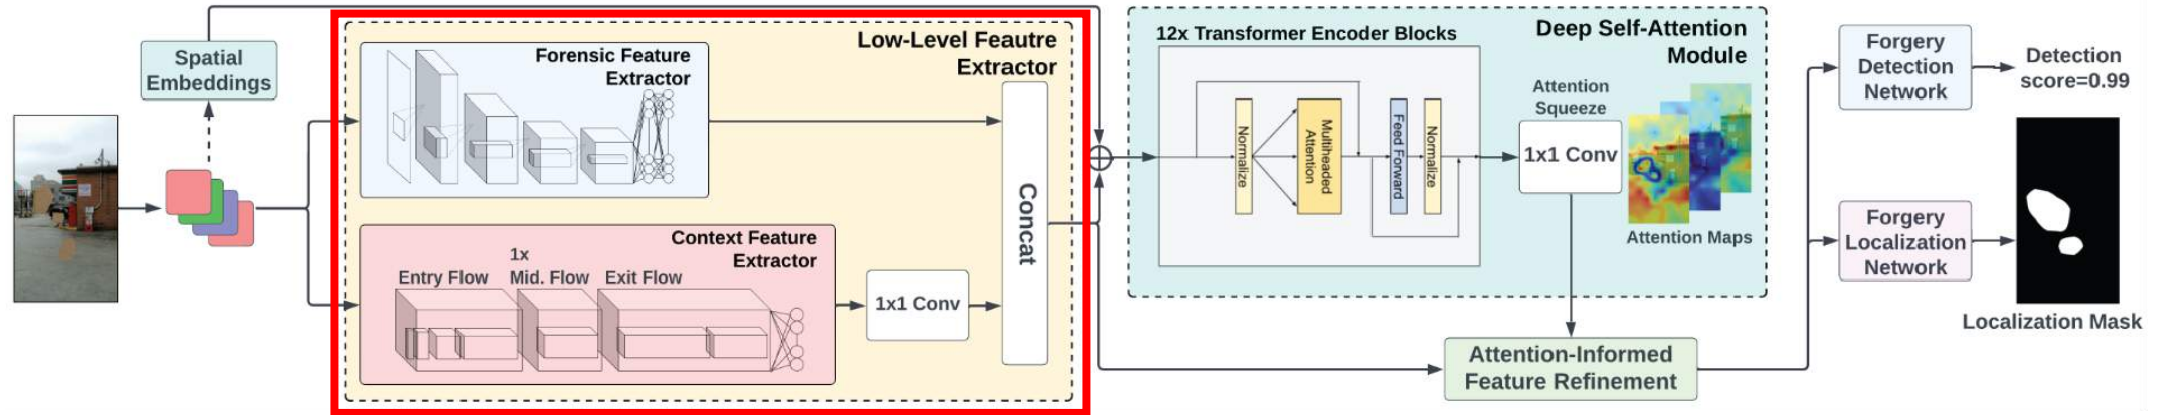 Spatial
Embeddings
Low-Level Feautre
Extractor
Forensic Feature
Extractor
Context Feature
Extractor
Entry Flow
1x
Mid. Flow
Exit Flow
1x1 Conv
Concat
12x Transformer Encoder Blocks
Deep Self-Attention
Module
Normalize
Multiheaded
Attention
Feed Forward
Normalize
Attention
Squeeze
1x1 Conv
Attention Maps
Attention-Informed
Feature Refinement
Forgery
Detection
Network
Detection
score=0.99
Forgery
Localization
Network
Localization Mask